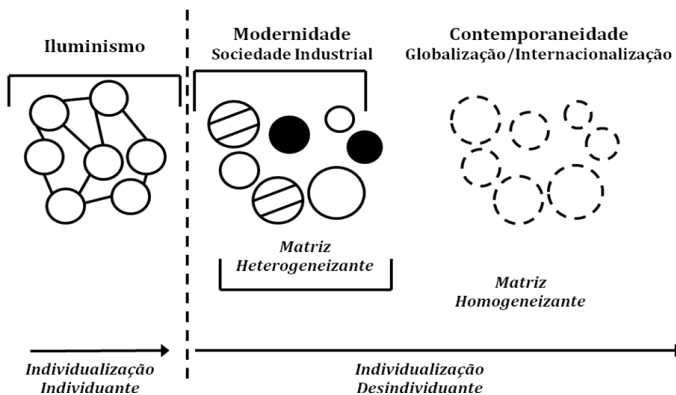 Iluminismo
Modernidade
Sociedade Industrial
Contemporaneidade
Globalização/Internacionalização
Matriz
Heterogeneizante
Matriz
Homogeneizante
Individualização
Individuante
Individualização
Desindividuante